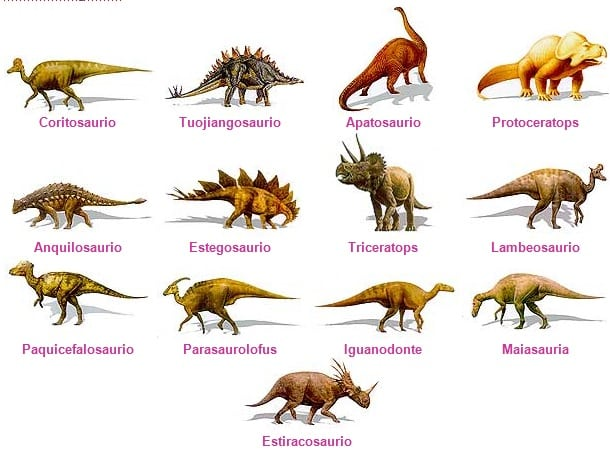 Coritosaurio Tuojiangosaurio Apatosaurio Protoceratops
Anquilosaurio Estegosaurio Triceratops Lambeosaurio
Paquicefalosaurio Parasaurolofus Iguanodonte Maiasauria
Estiracosaurio